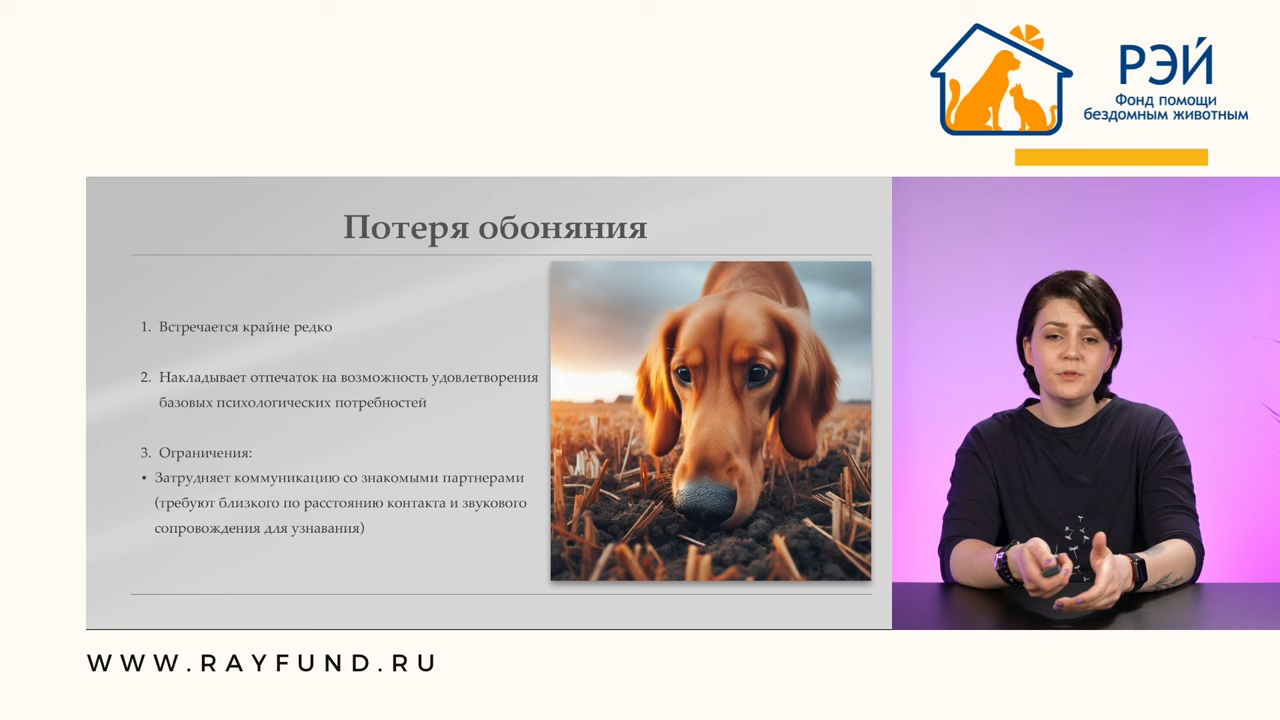 РЭЙ
Фонд помощи
бездомным животным
Потеря обоняния
1. Встречается крайне редко
2. Накладывает отпечаток на возможность удовлетворения
базовых психологических потребностей
3. Ограничения:
• Затрудняет коммуникацию со знакомыми партнерами
(требуют близкого по расстоянию контакта и звукового
сопровождения для узнавания)
WWW.RAYFUND.RU